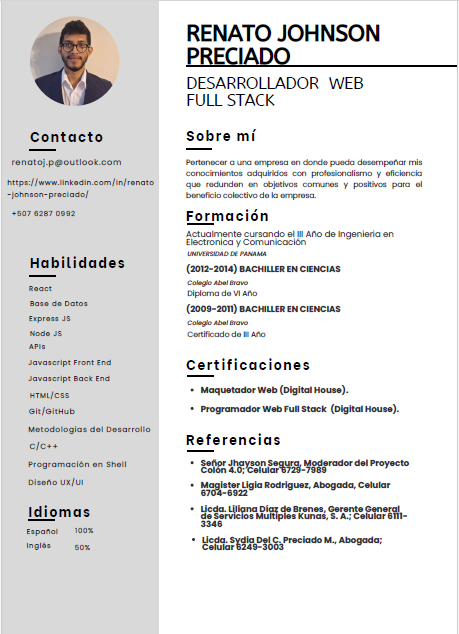 RENATO JOHNSON
PRECIADO
DESARROLLADOR WEB
FULL STACK
Contacto
renatoj.p@outlook.com
https://www.linkedin.com/in/renato
-johnson-preciado/
+507 6287 0992
Habilidades
React
Base de Datos
Express JS
Node JS
APIs
Javascript Front End
Javascript Back End
HTML/CSS
Git/GitHub
Metodologías del Desarrollo
C/C++
Programación en Shell
Diseño UX/UI
Idiomas
Español 100%
Inglés 50%
Sobre mí
Pertenecer a una empresa en donde pueda desempeñar mis
conocimientos adquiridos con profesionalismo y eficiencia
que redunden en objetivos comunes y positivos para el
beneficio colectivo de la empresa.
Formación
Actualmente cursando el III Año de Ingenieria en
Electronica y Comunicación
UNIVERSIDAD DE PANAMA
(2012-2014) BACHILLER EN CIENCIAS
Colegio Abel Bravo
Diploma de VI Año
(2009-2011) BACHILLER EN CIENCIAS
Colegio Abel Bravo
Certificado de III Año
Certificaciones
• Maquetador Web (Digital House).
• Programador Web Full Stack (Digital House).
Referencias
• Señor Jhayson Segura, Moderador del Proyecto
Colón 4.0; Celular 6729-7989
• Magister Ligia Rodriguez, Abogada, Celular
6704-6922
• Licda. Liliana Díaz de Brenes, Gerente General
de Servicios Multiples Kunas, S. A.; Celular 6111-
3346
• Licda. Sydia Del C. Preciado M., Abogada;
Celular 6249-3003